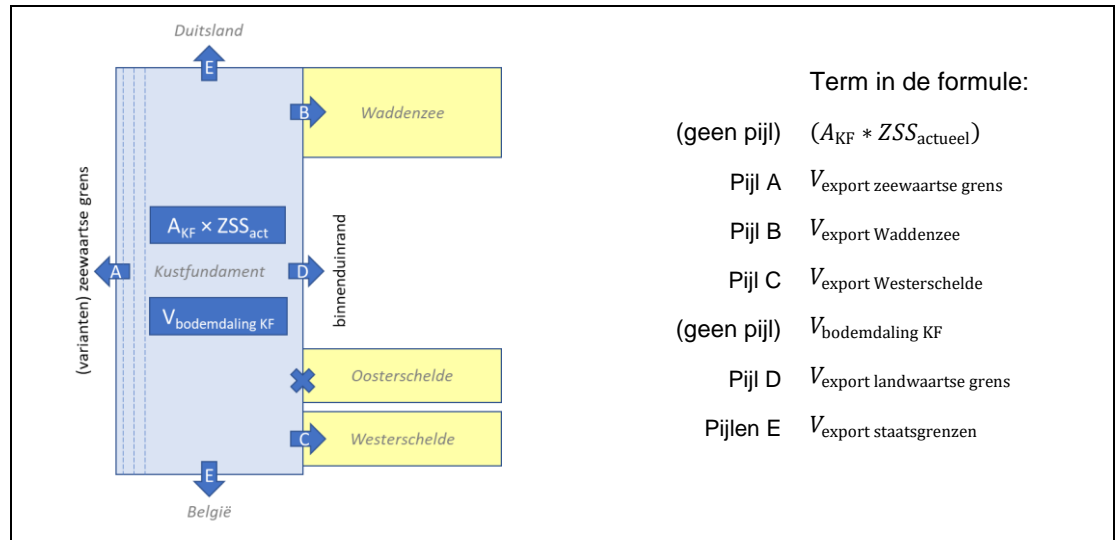 Duitsland
E
B
Waddenzee
(varianten) zeewaartse grens
A_KF × ZSS_act
A
Kustfundament
D
binnenduinrand
V_bodemdaling KF
Oosterschelde
C
Westerschelde
E
België
Term in de formule:
(geen pijl) (A_KF * ZSS_actueel)
Pijl A V_export zeewaartse grens
Pijl B V_export Waddenzee
Pijl C V_export Westerschelde
(geen pijl) V_bodemdaling KF
Pijl D V_export landwaartse grens
Pijlen E V_export staatsgrenzen